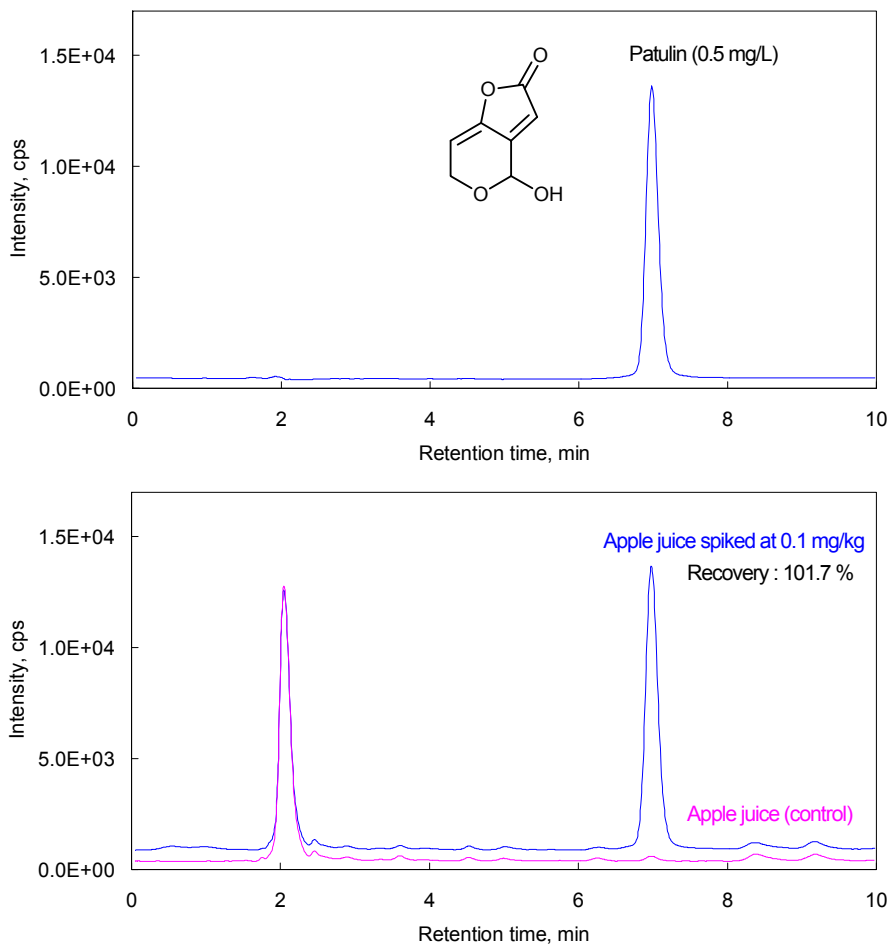 Patulin (0.5 mg/L)
O
O
O
OH
Intensity, cps
1.5E+04
1.0E+04
5.0E+03
0.0E+00
0 2 4 6 8 10
Retention time, min
Apple juice spiked at 0.1 mg/kg
Recovery : 101.7 %
Apple juice (control)
Intensity, cps
1.5E+04
1.0E+04
5.0E+03
0.0E+00
0 2 4 6 8 10
Retention time, min